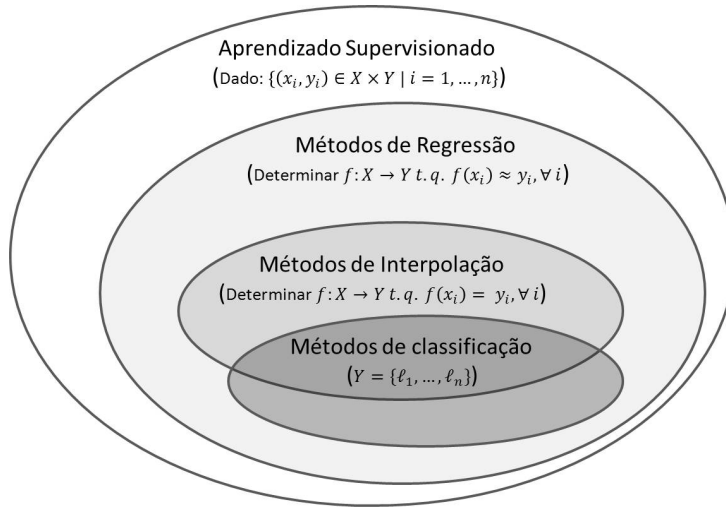 Aprendizado Supervisionado
(Dado: {(xᵢ, yᵢ) ∈ X × Y | i = 1, …, n})
Métodos de Regressão
(Determinar f: X → Y t. q. f(xᵢ) ≈ yᵢ, ∀ i)
Métodos de Interpolação
(Determinar f: X → Y t. q. f(xᵢ) = yᵢ, ∀ i)
Métodos de classificação
(Y = {ℓ₁, …, ℓₙ})